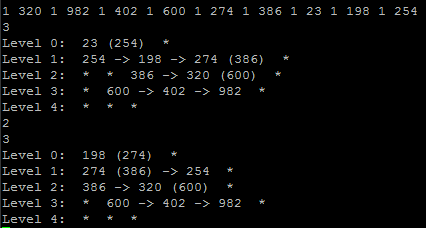 1 320 1 982 1 402 1 600 1 274 1 386 1 23 1 198 1 254
3
Level 0:  23 (254)  *
Level 1:  254 -> 198 -> 274 (386)  *
Level 2:  *  *  386 -> 320 (600)  *
Level 3:  *  600 -> 402 -> 982  *
Level 4:  *  *  *
2
3
Level 0:  198 (274)  *
Level 1:  274 (386) -> 254  *
Level 2:  386 -> 320 (600)  *
Level 3:  *  600 -> 402 -> 982  *
Level 4:  *  *  *